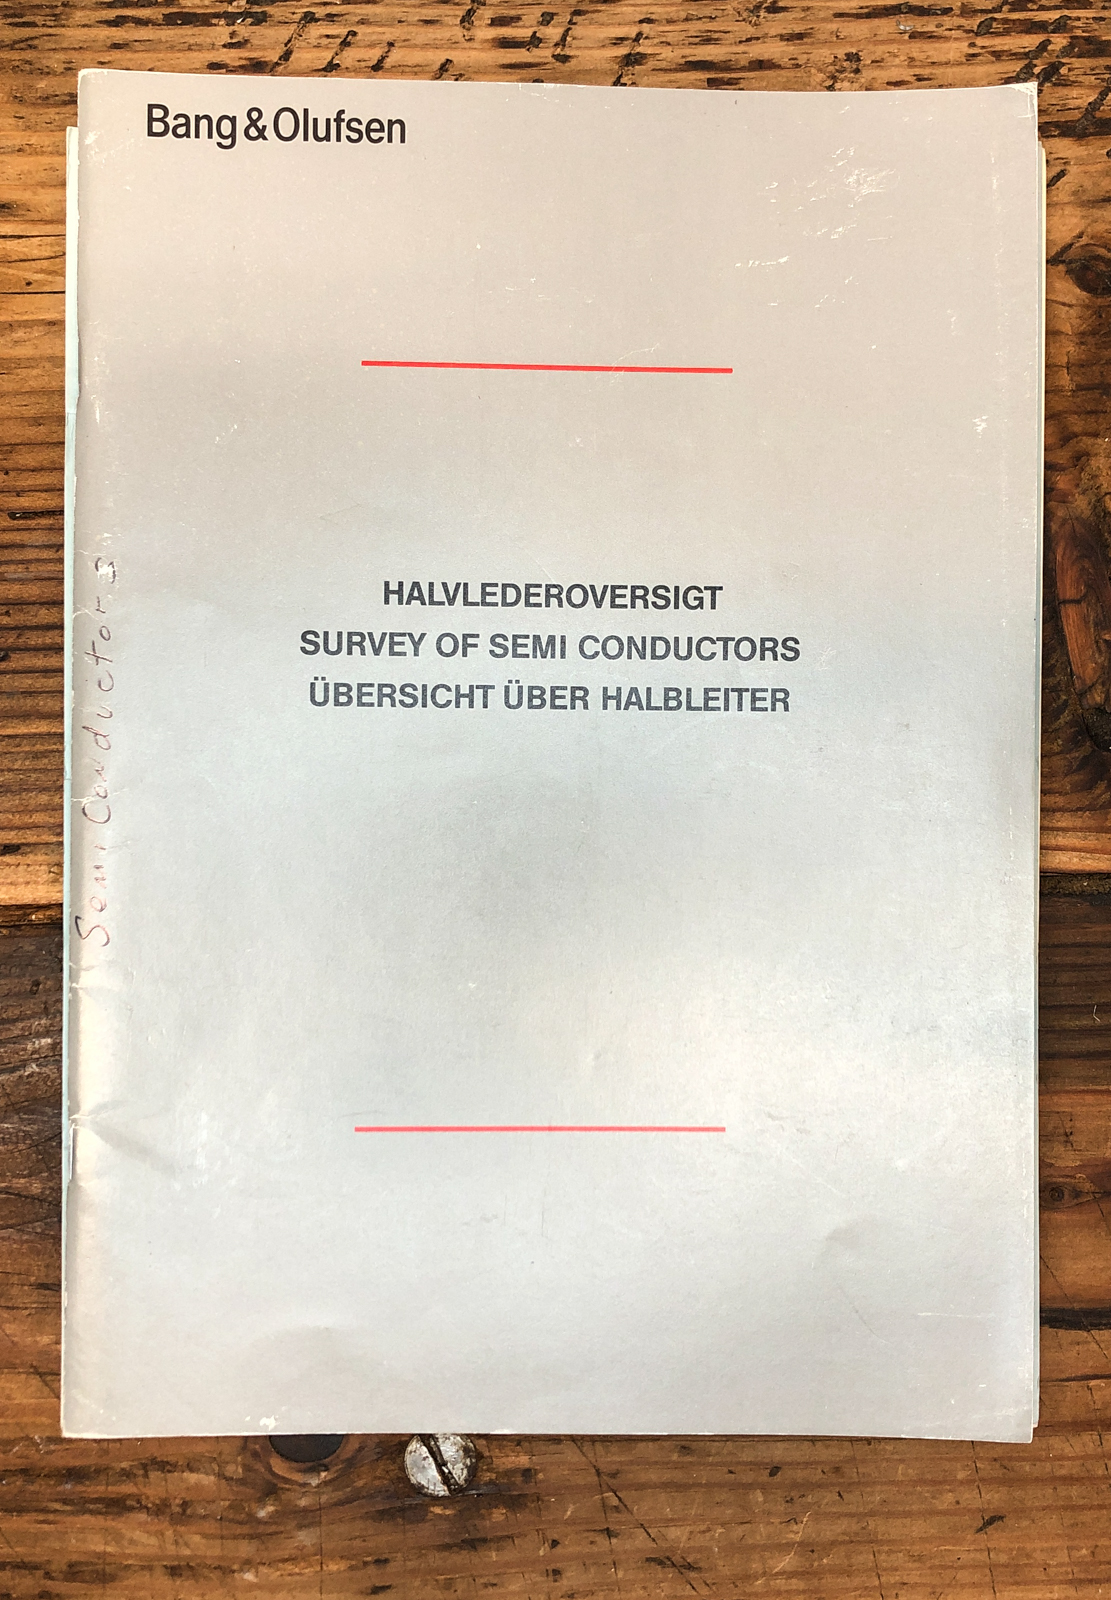 Bang & Olufsen
HALVLEDEROVERSIGT
SURVEY OF SEMI CONDUCTORS
ÜBERSICHT ÜBER HALBLEITER
Semi Conductors